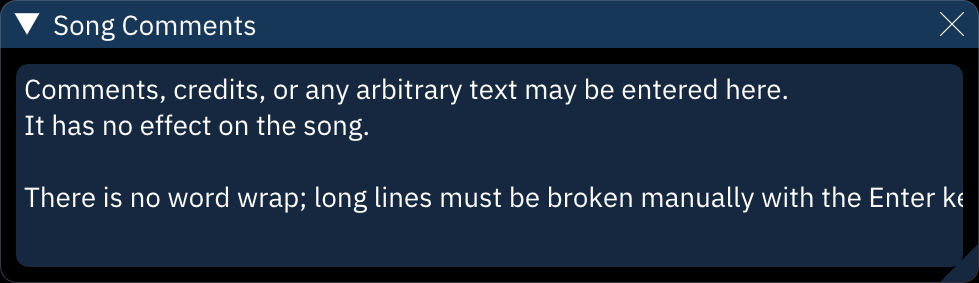 Song Comments
Comments, credits, or any arbitrary text may be entered here.
It has no effect on the song.
There is no word wrap; long lines must be broken manually with the Enter